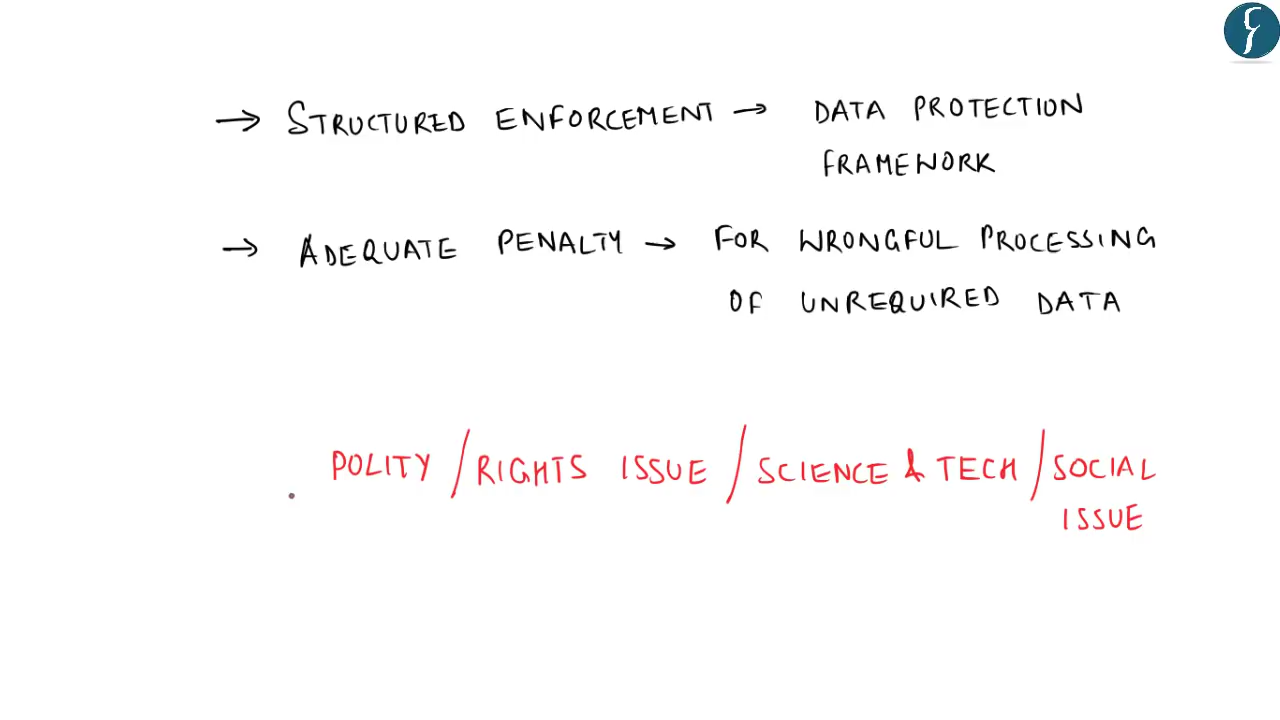 → STRUCTURED ENFORCEMENT → DATA PROTECTION
FRAMEWORK
→ ADEQUATE PENALTY → FOR WRONGFUL PROCESSING
OF UNREQUIRED DATA
POLITY / RIGHTS ISSUE / SCIENCE & TECH / SOCIAL
ISSUE